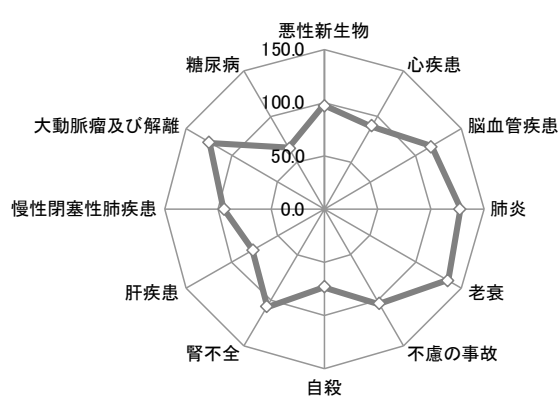 悪性新生物
150.0
糖尿病
心疾患
100.0
大動脈瘤及び解離
脳血管疾患
50.0
慢性閉塞性肺疾患
0.0
肺炎
肝疾患
老衰
腎不全
不慮の事故
自殺